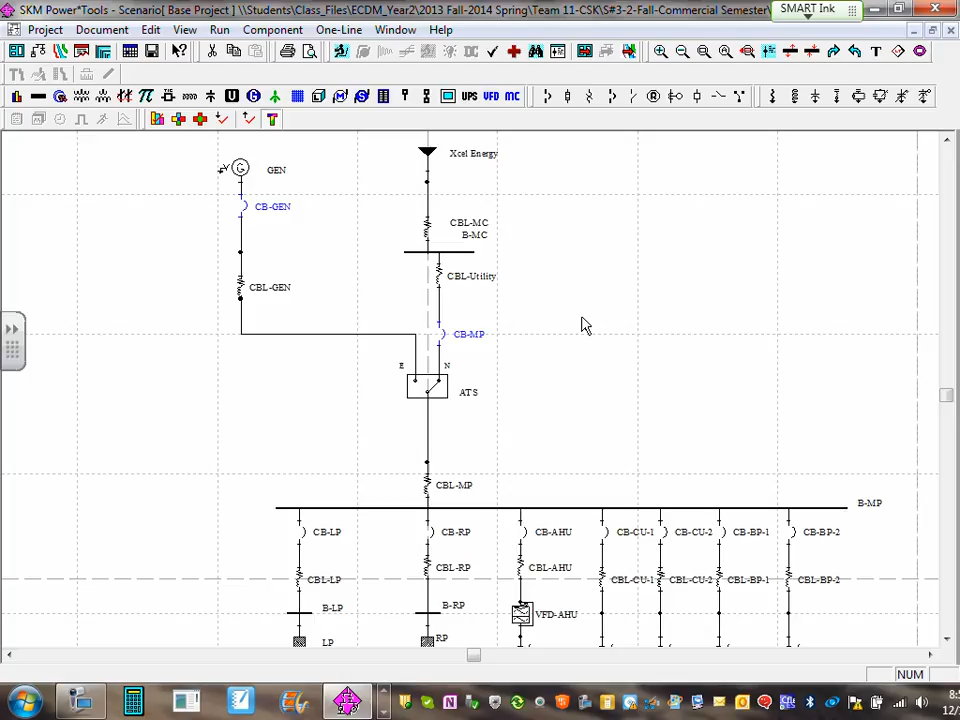 SKM Power*Tools - Scenario[ Base Project ] \\Students\Class_Files\ECDM_Year2\2013 Fall-2014 Spring\Team 11-CSK\S#3-2-Fall-Commercial Semester\
SMART Ink
Project Document Edit View Run Component One-Line Window Help
DC
T
UPS VFD MC
Xcel Energy
GEN
CB-GEN
CBL-MC
B-MC
CBL-Utility
CBL-GEN
CB-MP
E N
ATS
CBL-MP
B-MP
CB-LP CB-RP CB-AHU CB-CU-1 CB-CU-2 CB-BP-1 CB-BP-2
CBL-LP CBL-RP CBL-AHU CBL-CU-1 CBL-CU-2 CBL-BP-1 CBL-BP-2
B-LP B-RP VFD-AHU
LP RP
NUM
8:5
12/